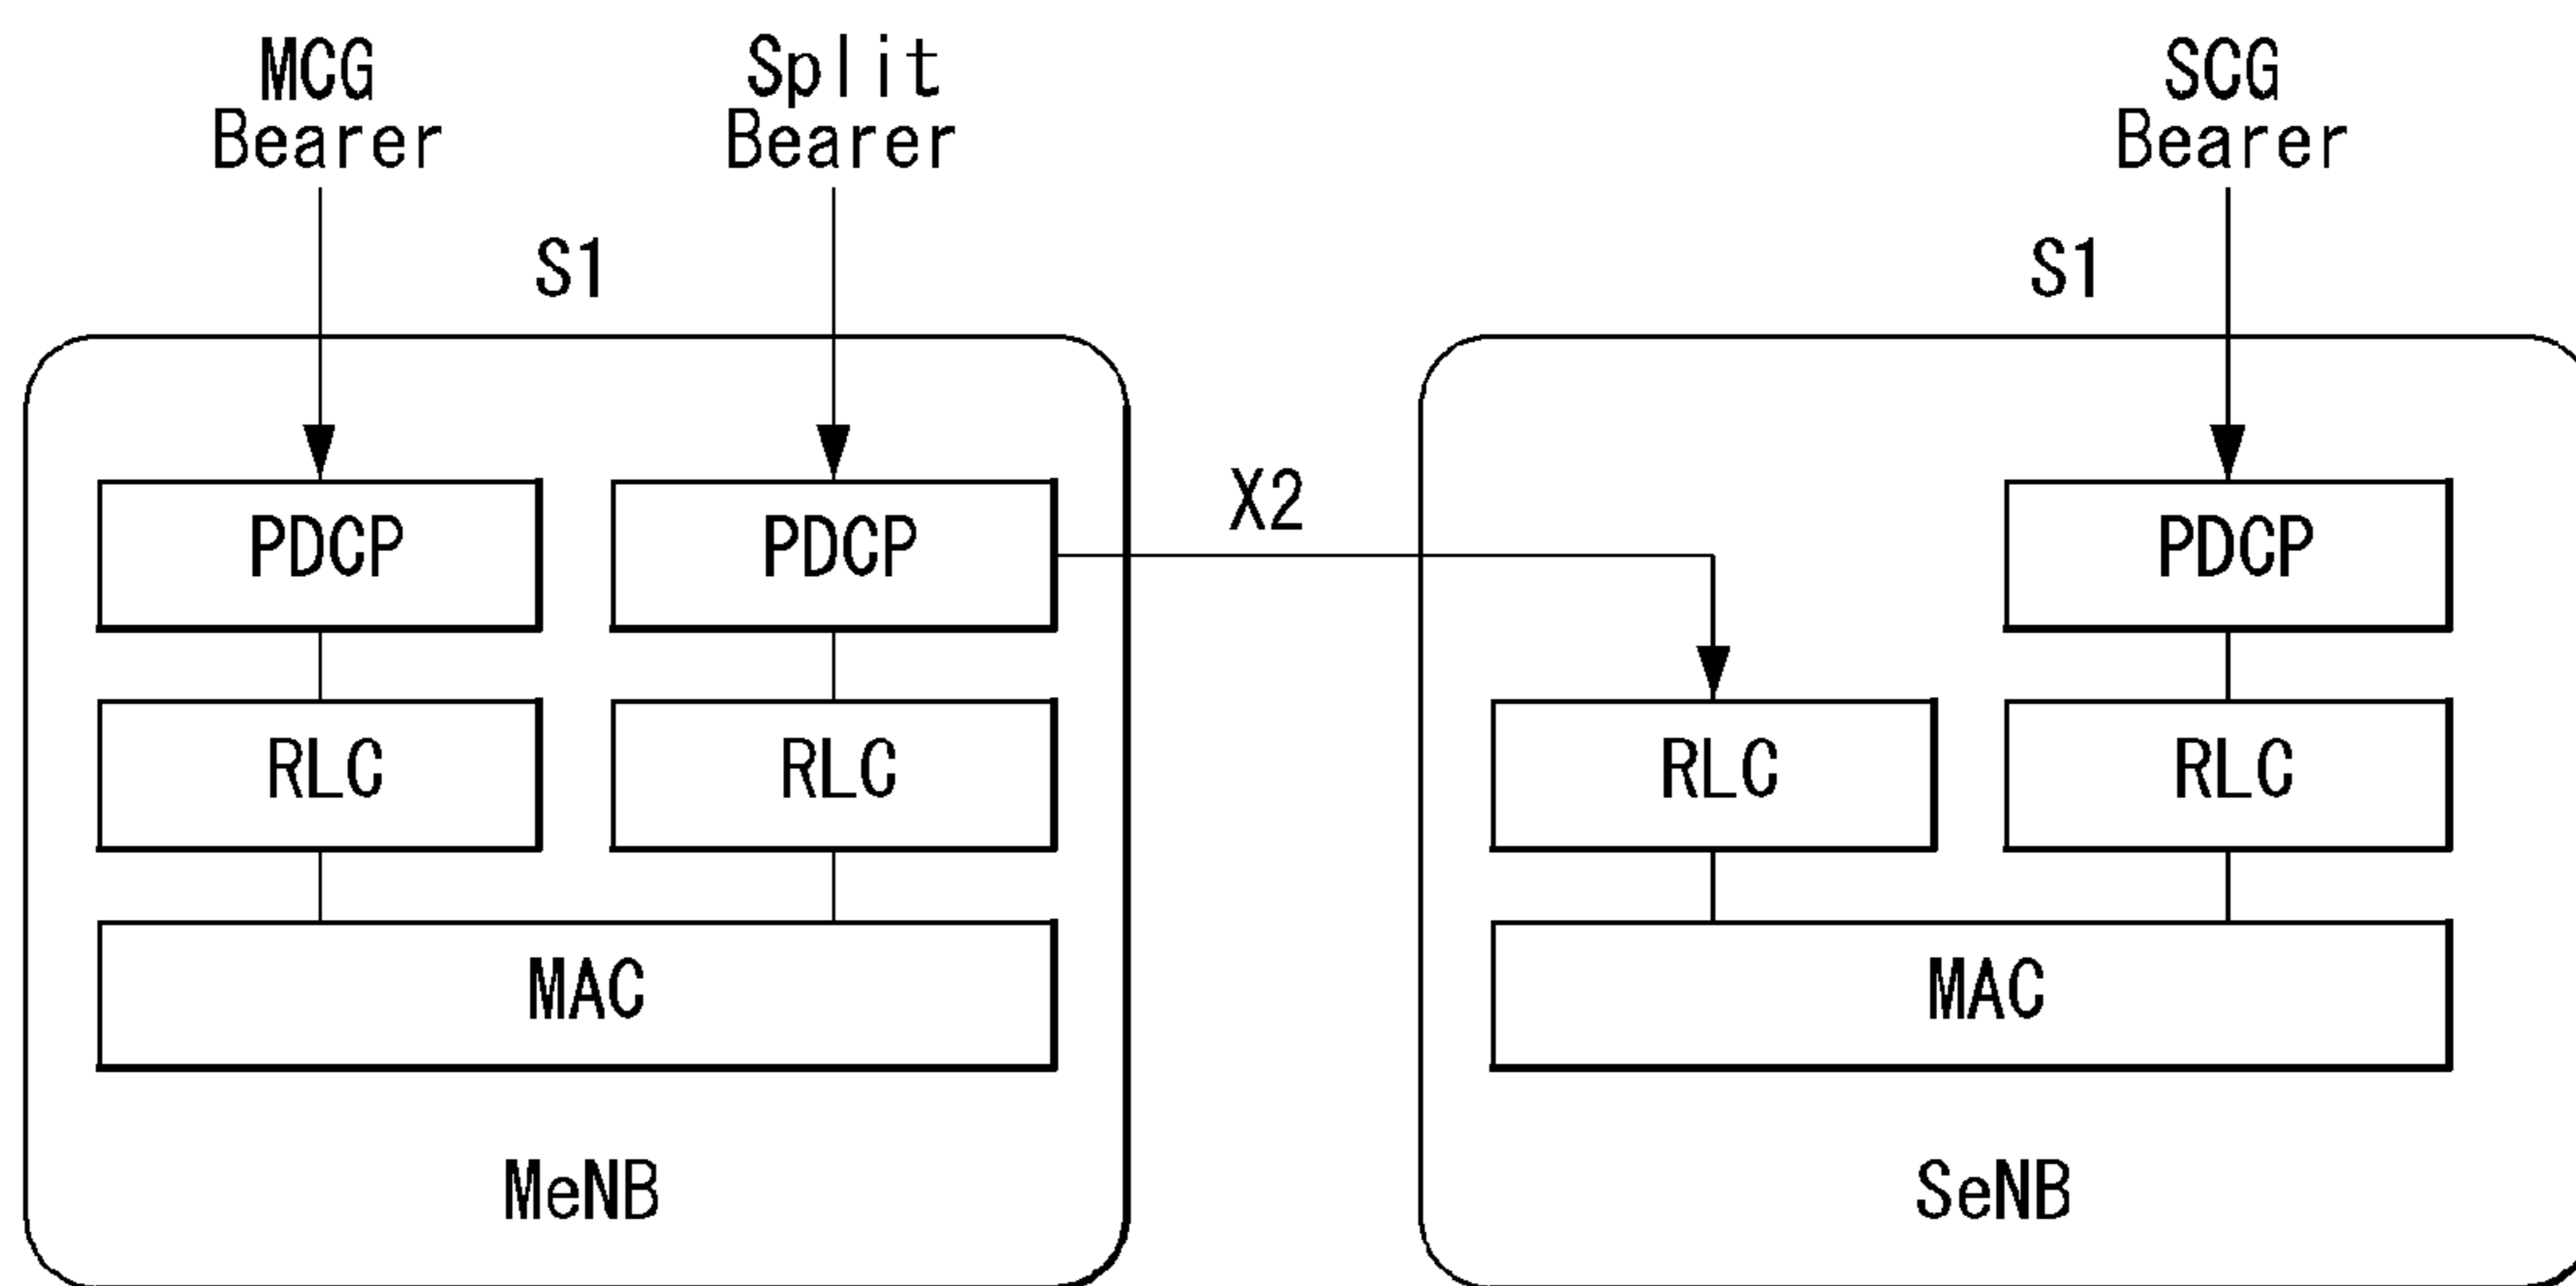 MCG
Bearer
Split
Bearer
SCG
Bearer
S1
S1
X2
PDCP
PDCP
PDCP
RLC
RLC
RLC
RLC
MAC
MAC
MeNB
SeNB